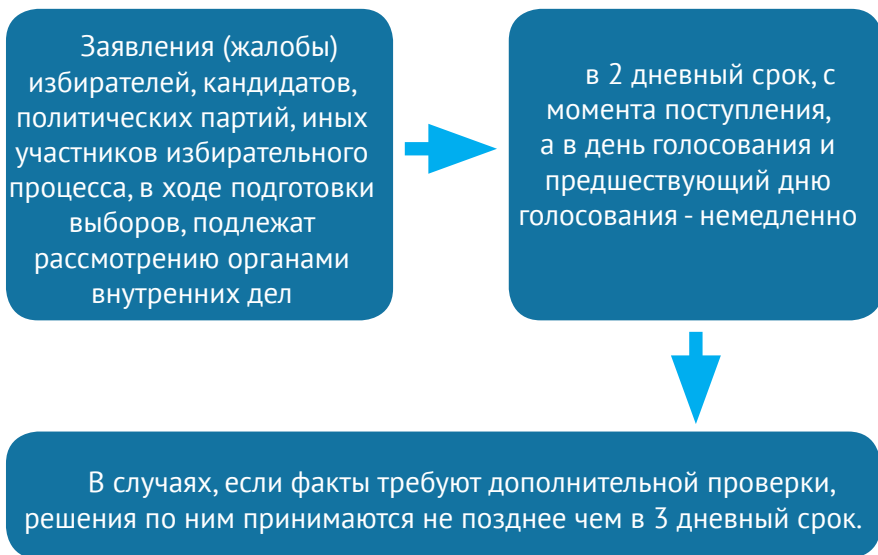 Заявления (жалобы)
избирателей, кандидатов,
политических партий, иных
участников избирательного
процесса, в ходе подготовки
выборов, подлежат
рассмотрению органами
внутренних дел
в 2 дневный срок, с
момента поступления,
а в день голосования и
предшествующий дню
голосования - немедленно
В случаях, если факты требуют дополнительной проверки,
решения по ним принимаются не позднее чем в 3 дневный срок.